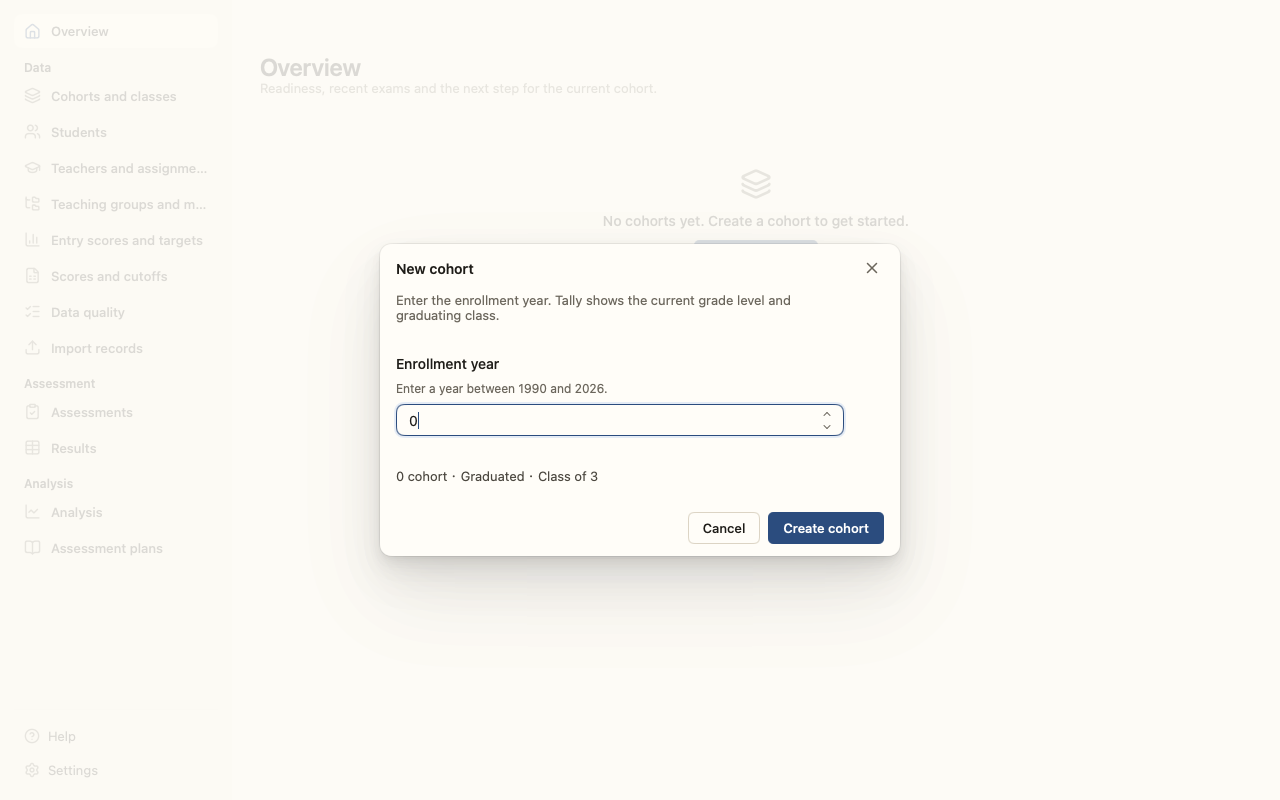 Overview
Data
Cohorts and classes
Students
Teachers and assignme...
Teaching groups and m...
Entry scores and targets
Scores and cutoffs
Data quality
Import records
Assessment
Assessments
Results
Analysis
Analysis
Assessment plans
Help
Settings
Overview
Readiness, recent exams and the next step for the current cohort.
No cohorts yet. Create a cohort to get started.
New cohort
Enter the enrollment year. Tally shows the current grade level and
graduating class.
Enrollment year
Enter a year between 1990 and 2026.
0
0 cohort · Graduated · Class of 3
Cancel
Create cohort